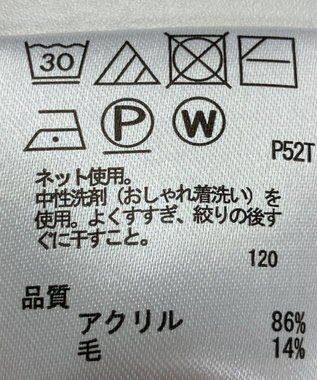 30
P W
P52T
ネット使用。
中性洗剤（おしゃれ着洗い）を
使用。よくすすぎ、絞りの後す
ぐに干すこと。
120
品質
アクリル 86%
毛 14%